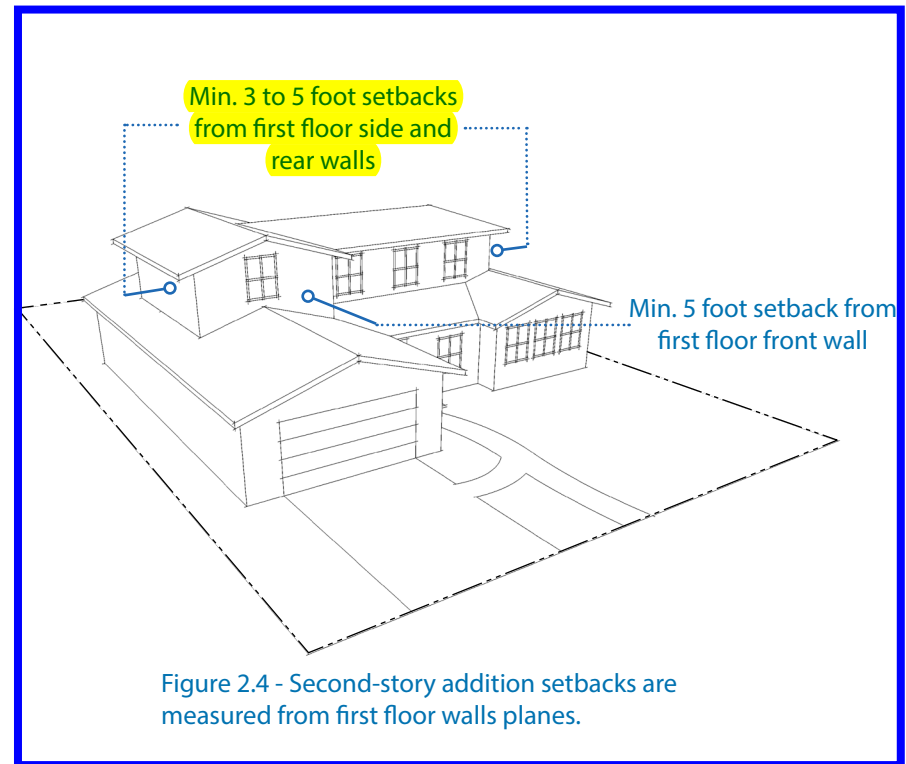 Min. 3 to 5 foot setbacks
from first floor side and
rear walls
Min. 5 foot setback from
first floor front wall
Figure 2.4 - Second-story addition setbacks are
measured from first floor walls planes.